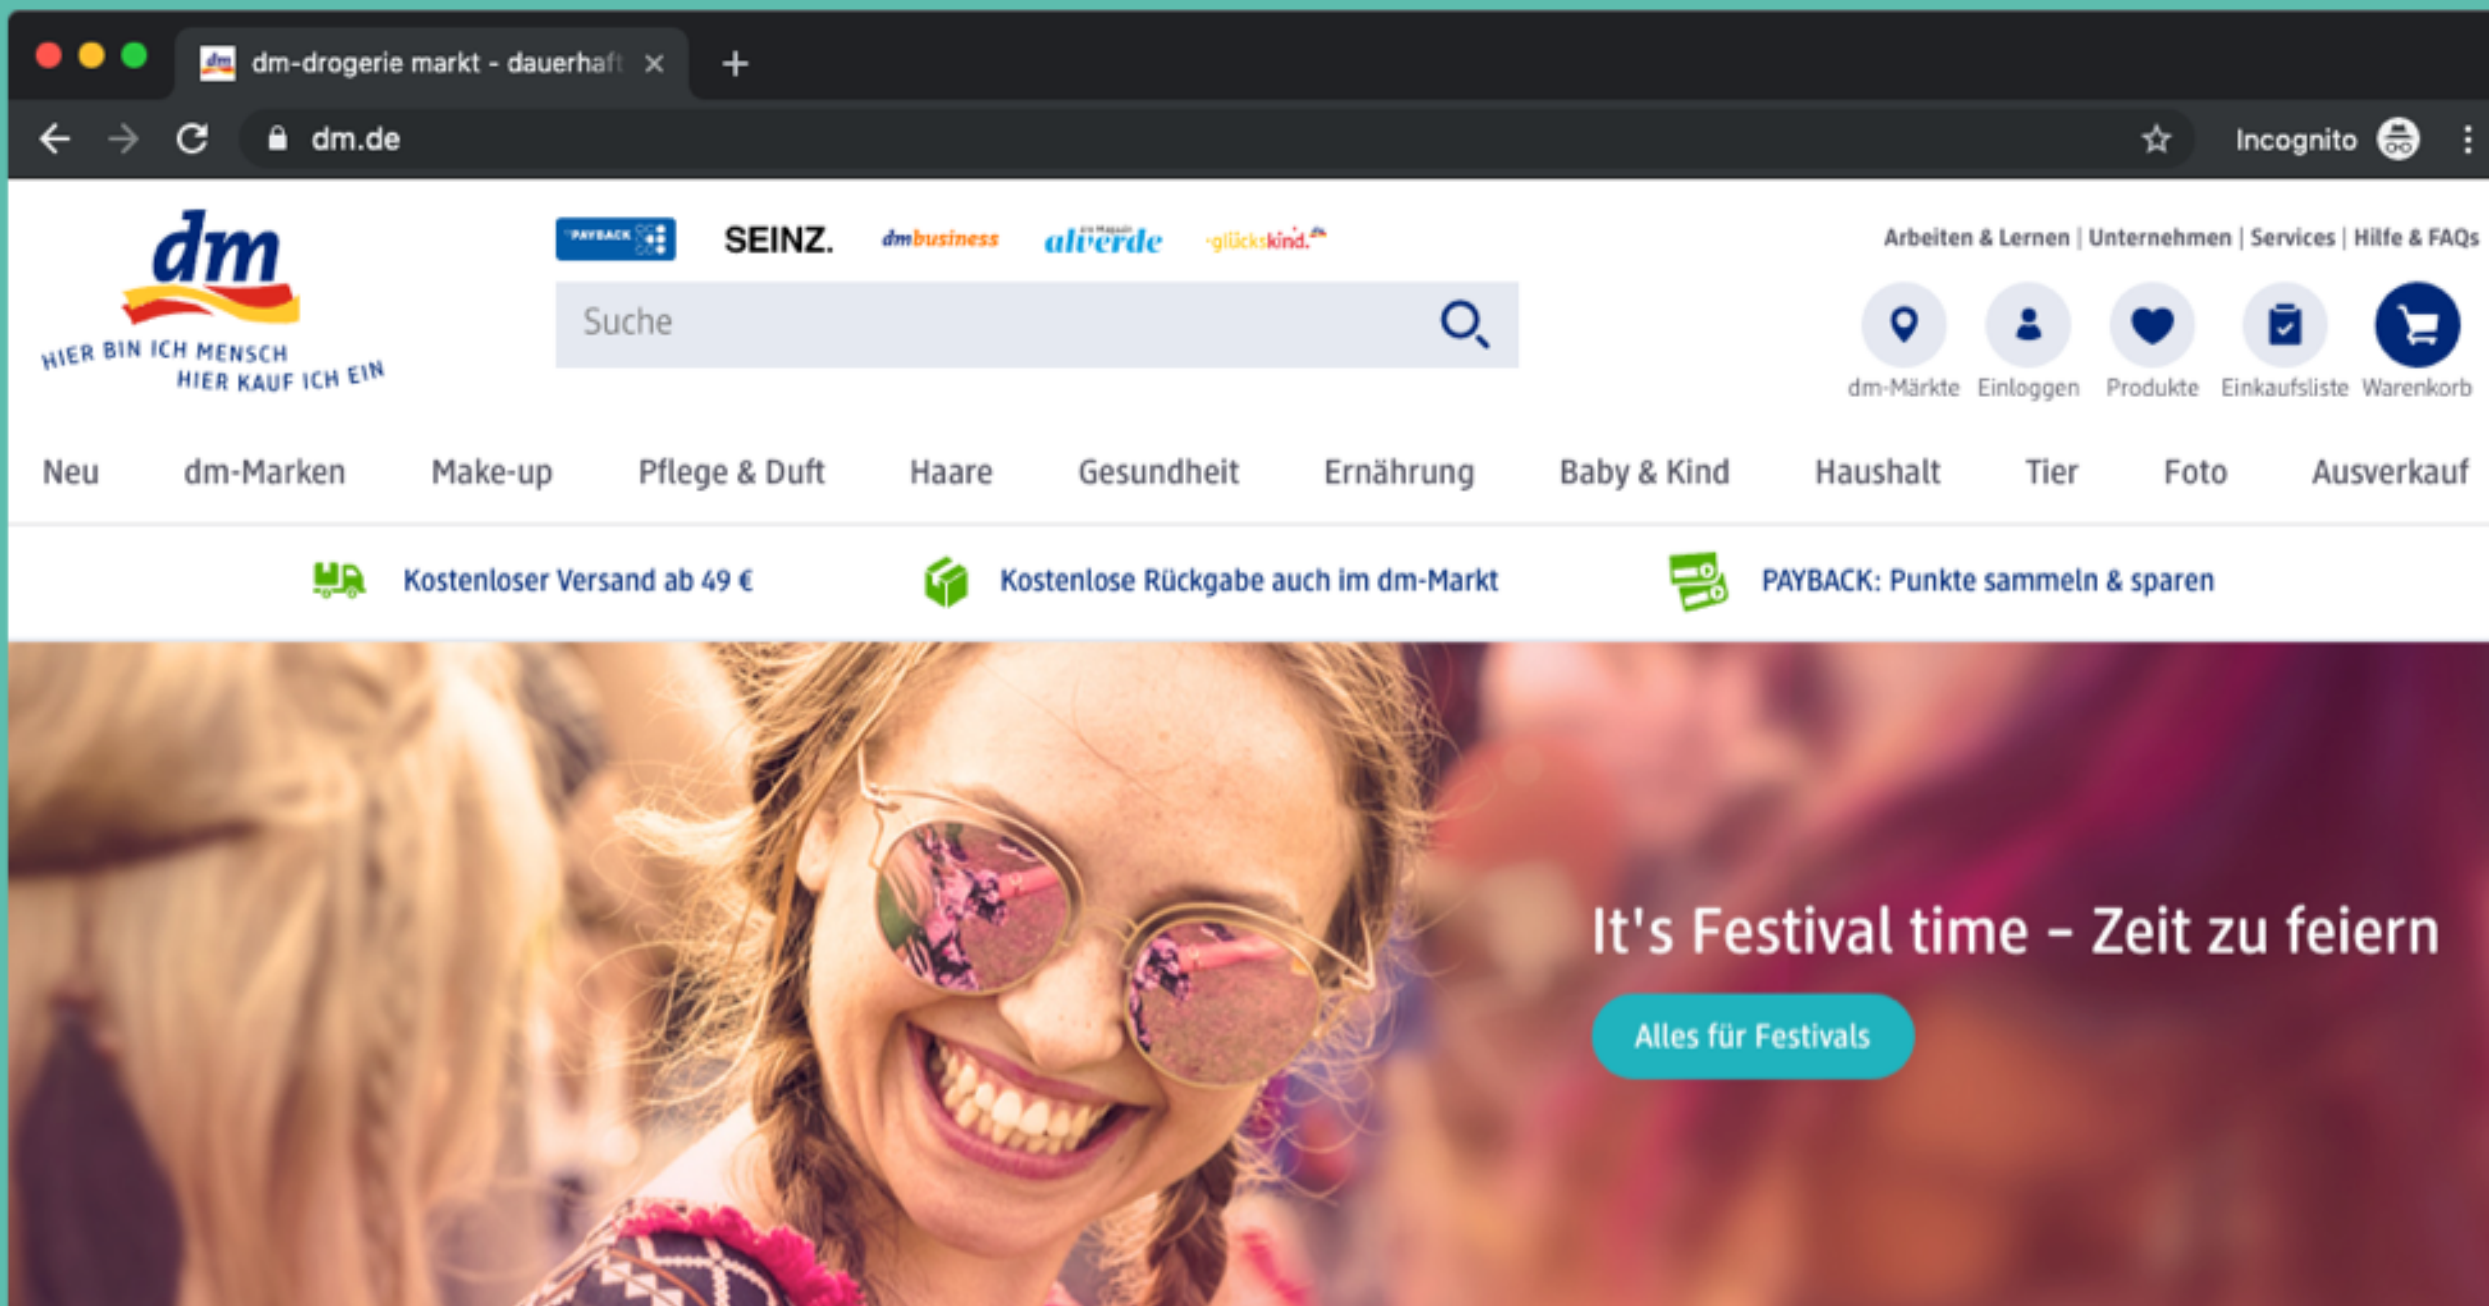 dm-drogerie markt - dauerhaft
dm.de
Incognito
dm
HIER BIN ICH MENSCH
HIER KAUF ICH EIN
PAYBACK
SEINZ.
dmbusiness
alverde
glückskind.
Arbeiten & Lernen | Unternehmen | Services | Hilfe & FAQs
Suche
dm-Märkte Einloggen Produkte Einkaufsliste Warenkorb
Neu dm-Marken Make-up Pflege & Duft Haare Gesundheit Ernährung Baby & Kind Haushalt Tier Foto Ausverkauf
Kostenloser Versand ab 49 € Kostenlose Rückgabe auch im dm-Markt PAYBACK: Punkte sammeln & sparen
It's Festival time – Zeit zu feiern
Alles für Festivals